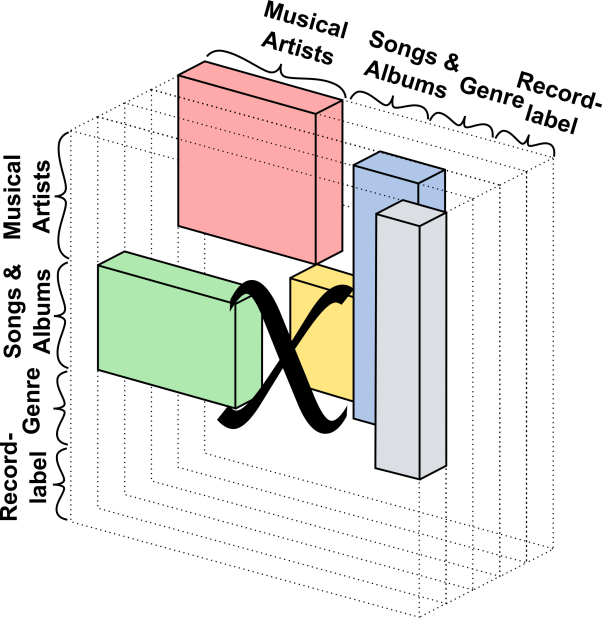 Musical
Artists
Songs &
Albums
Genre
Record-
label
Musical
Artists
Songs &
Albums
Genre
Record-
label
X